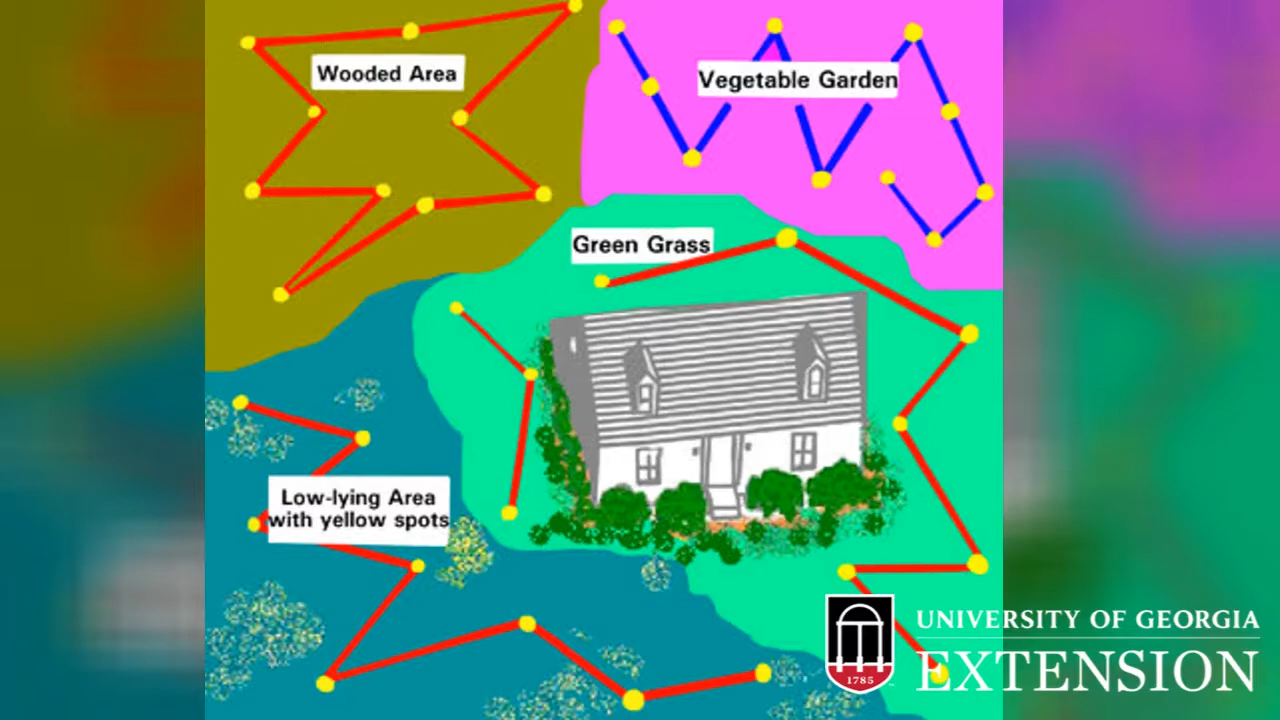 Wooded Area
Vegetable Garden
Green Grass
Low-lying Area
with yellow spots
1785
UNIVERSITY OF GEORGIA
EXTENSION